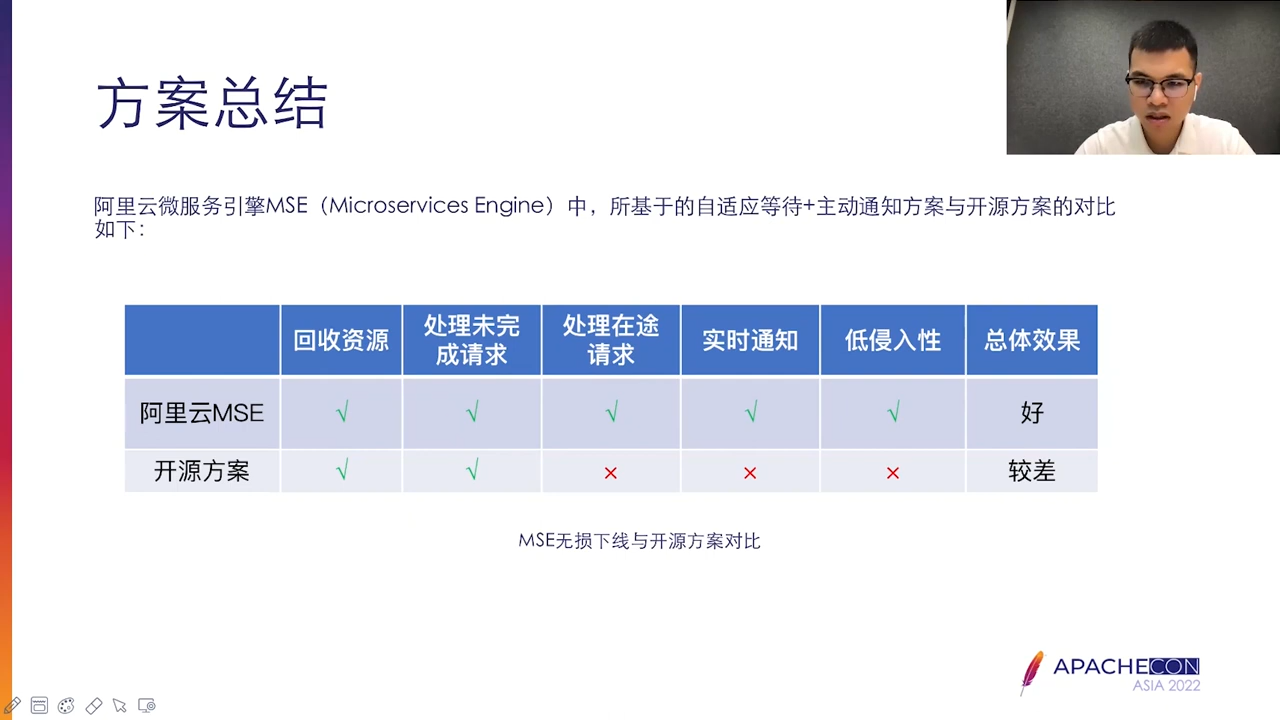 方案总结
阿里云微服务引擎MSE（Microservices Engine）中，所基于的自适应等待+主动通知方案与开源方案的对比
如下：
回收资源 处理未完成请求 处理在途请求 实时通知 低侵入性 总体效果
阿里云MSE √ √ √ √ √ 好
开源方案 √ √ × × × 较差
MSE无损下线与开源方案对比
APACHECON
ASIA 2022